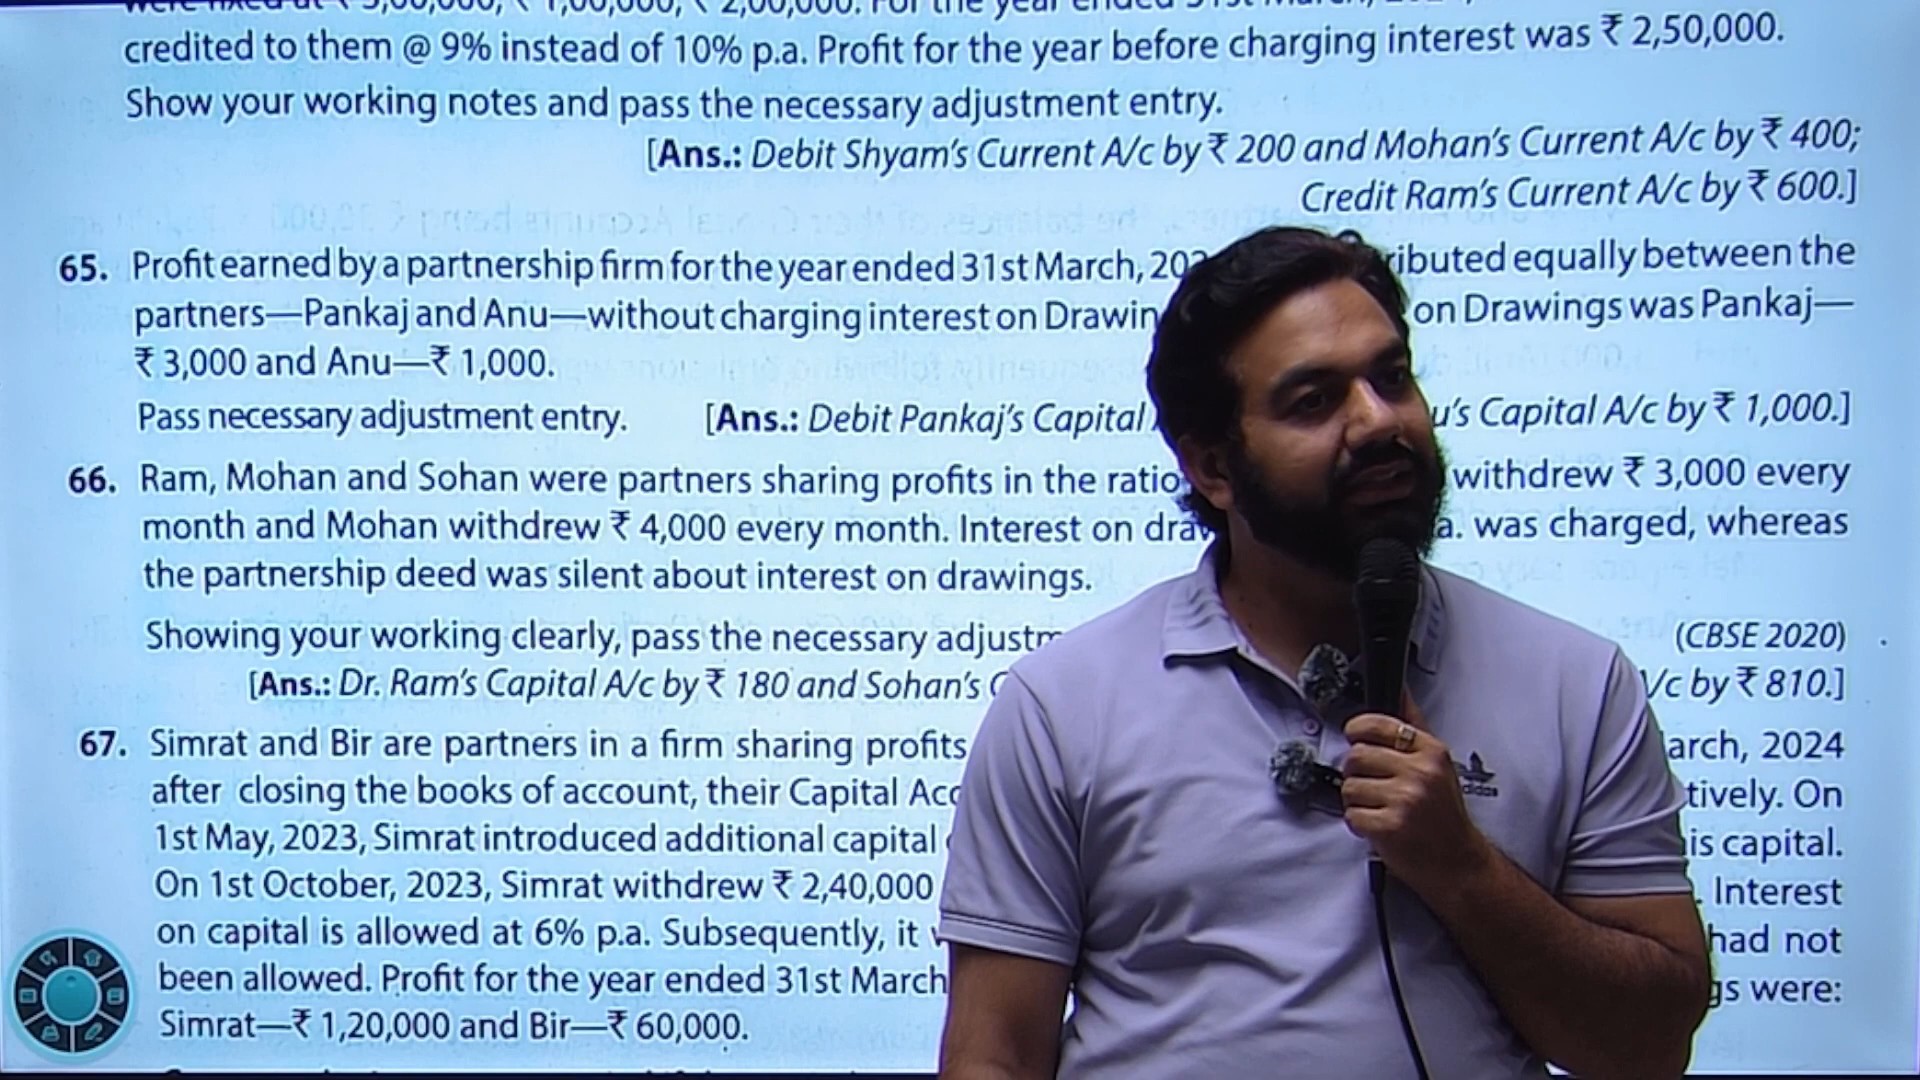 credited to them @ 9% instead of 10% p.a. Profit for the year before charging interest was ₹ 2,50,000.
Show your working notes and pass the necessary adjustment entry.
[Ans.: Debit Shyam's Current A/c by ₹ 200 and Mohan's Current A/c by ₹ 400;
Credit Ram's Current A/c by ₹ 600.]
65. Profit earned by a partnership firm for the year ended 31st March, equally between the
partners—Pankaj and Anu—without charging interest on on Drawings was Pankaj—
₹ 3,000 and Anu—₹ 1,000.
Pass necessary adjustment entry. [Ans.: Debit Pankaj's Capital Capital A/c by ₹ 1,000.]
66. Ram, Mohan and Sohan were partners sharing profits in the ratio withdrew ₹ 3,000 every
month and Mohan withdrew ₹ 4,000 every month. Interest on was charged, whereas
the partnership deed was silent about interest on drawings.
Showing your working clearly, pass the necessary (CBSE 2020)
[Ans.: Dr. Ram's Capital A/c by ₹ 180 and Sohan's by ₹ 810.]
67. Simrat and Bir are partners in a firm sharing profits 2024
after closing the books of account, their Capital On
1st May, 2023, Simrat introduced additional capital capital.
On 1st October, 2023, Simrat withdrew ₹ 2,40,000 Interest
on capital is allowed at 6% p.a. Subsequently, it had not
been allowed. Profit for the year ended 31st March were:
Simrat—₹ 1,20,000 and Bir—₹ 60,000.